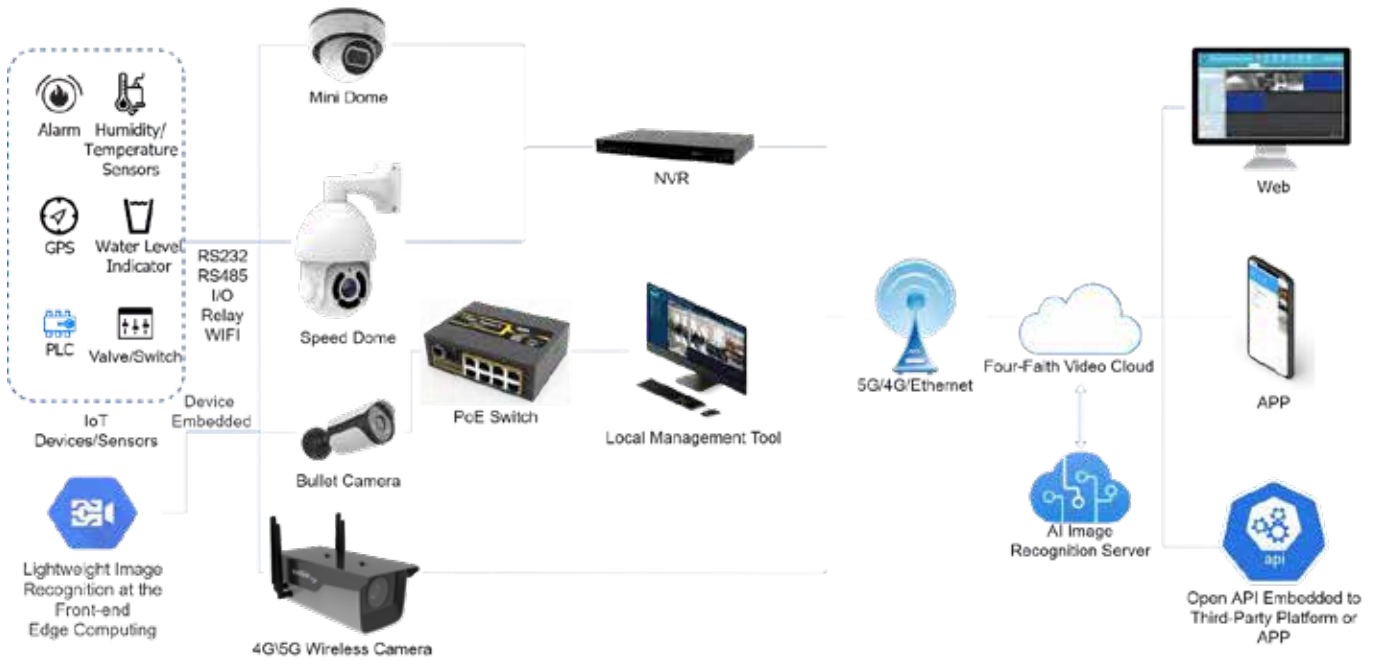 Alarm
Humidity/
Temperature
Sensors
GPS
Water Level
Indicator
PLC
Valve/Switch
IoT
Devices/Sensors
RS232
RS485
I/O
Relay
WIFI
Device
Embedded
Lightweight Image
Recognition at the
Front-end
Edge Computing
Mini Dome
Speed Dome
Bullet Camera
4G\5G Wireless Camera
NVR
PoE Switch
Local Management Tool
5G/4G/Ethernet
Four-Faith Video Cloud
AI Image
Recognition Server
Web
APP
api
Open API Embedded to
Third-Party Platform or
APP